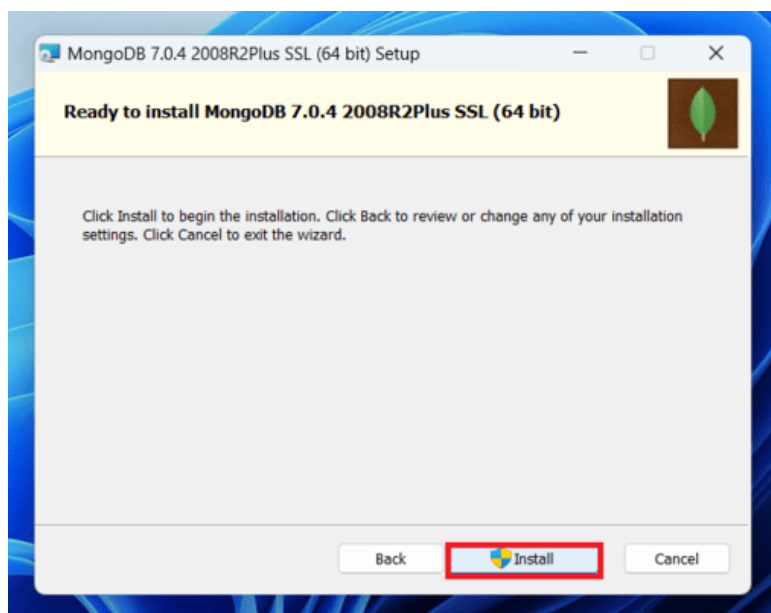 MongoDB 7.0.4 2008R2Plus SSL (64 bit) Setup
Ready to install MongoDB 7.0.4 2008R2Plus SSL (64 bit)
Click Install to begin the installation. Click Back to review or change any of your installation
settings. Click Cancel to exit the wizard.
Back Install Cancel